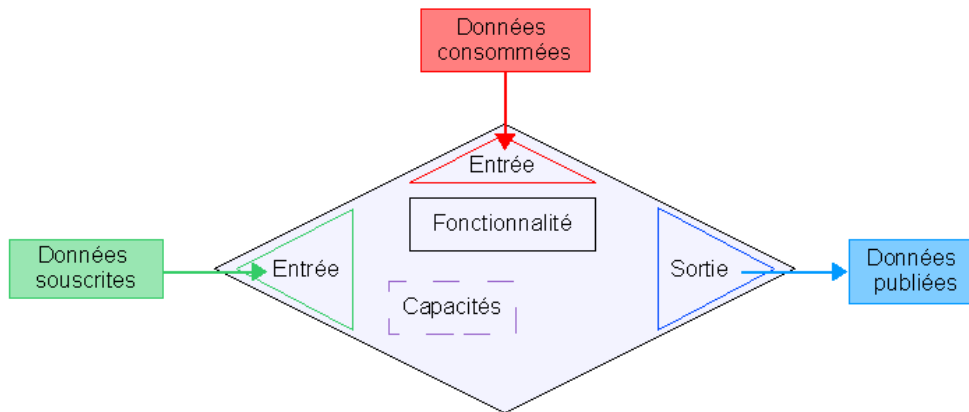 Données
consommées
Entrée
Fonctionnalité
Données
souscrites
Entrée
Sortie
Données
publiées
Capacités